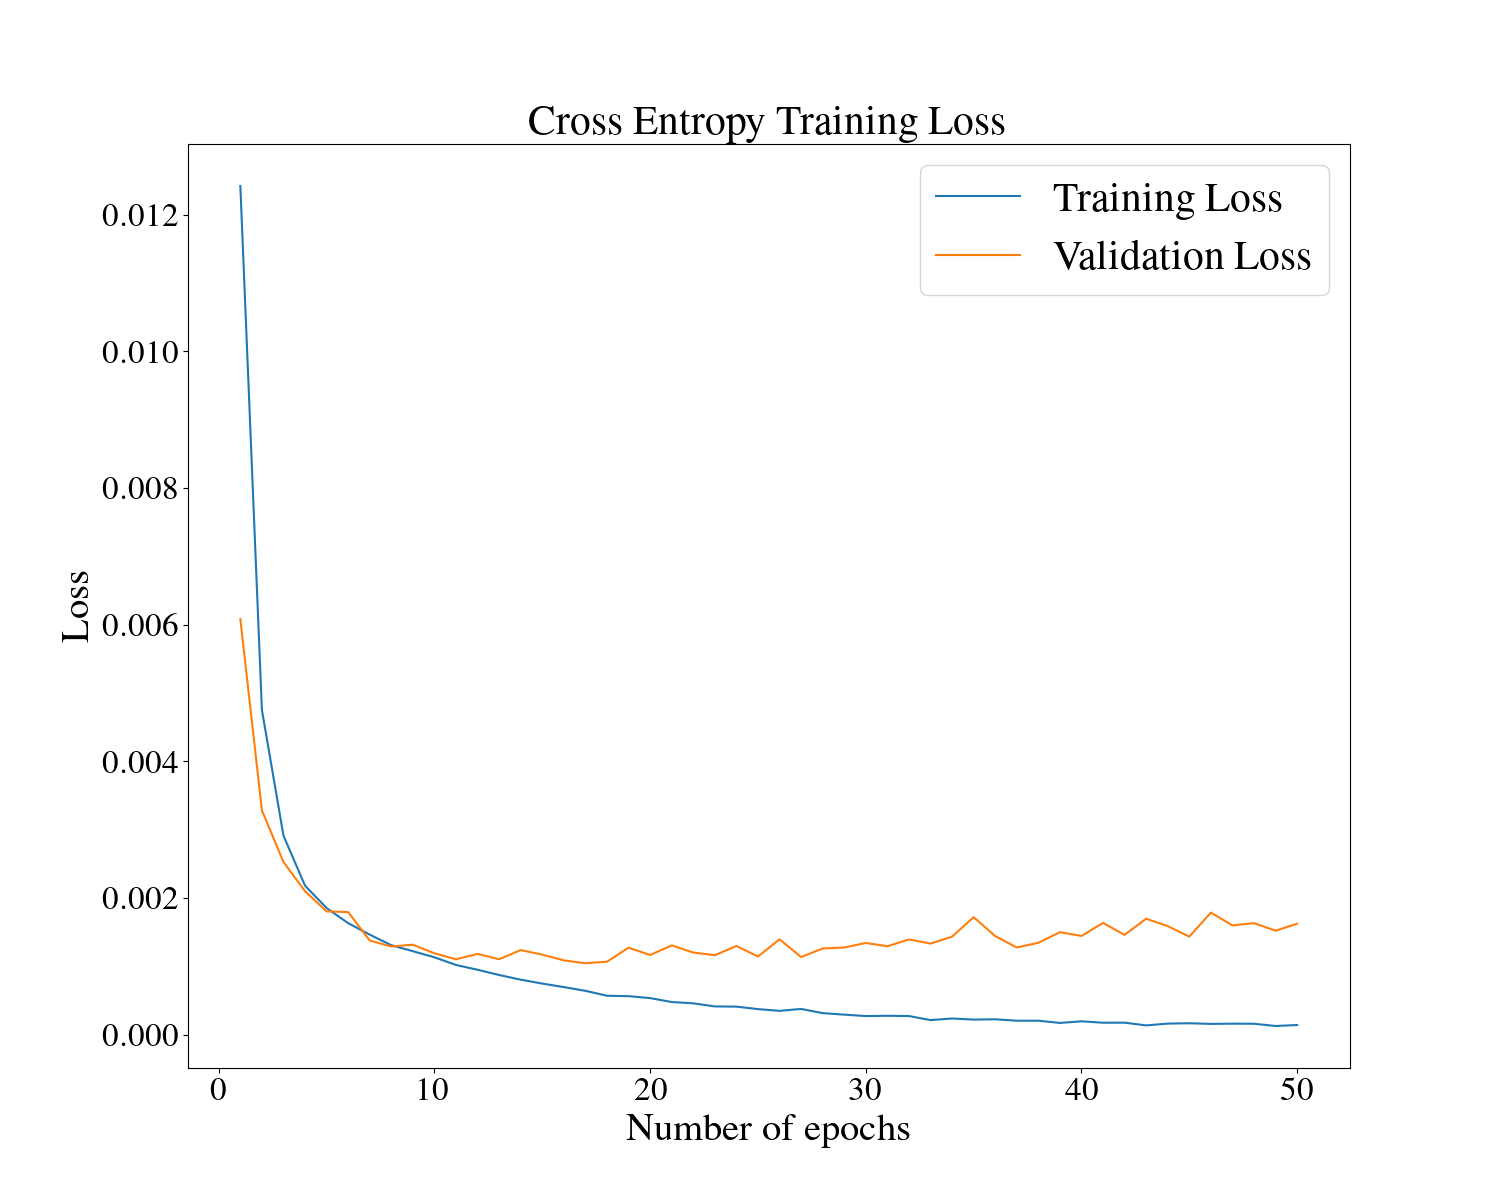 Cross Entropy Training Loss
Training Loss
Validation Loss
0.012
0.010
0.008
0.006
0.004
0.002
0.000
Loss
0 10 20 30 40 50
Number of epochs